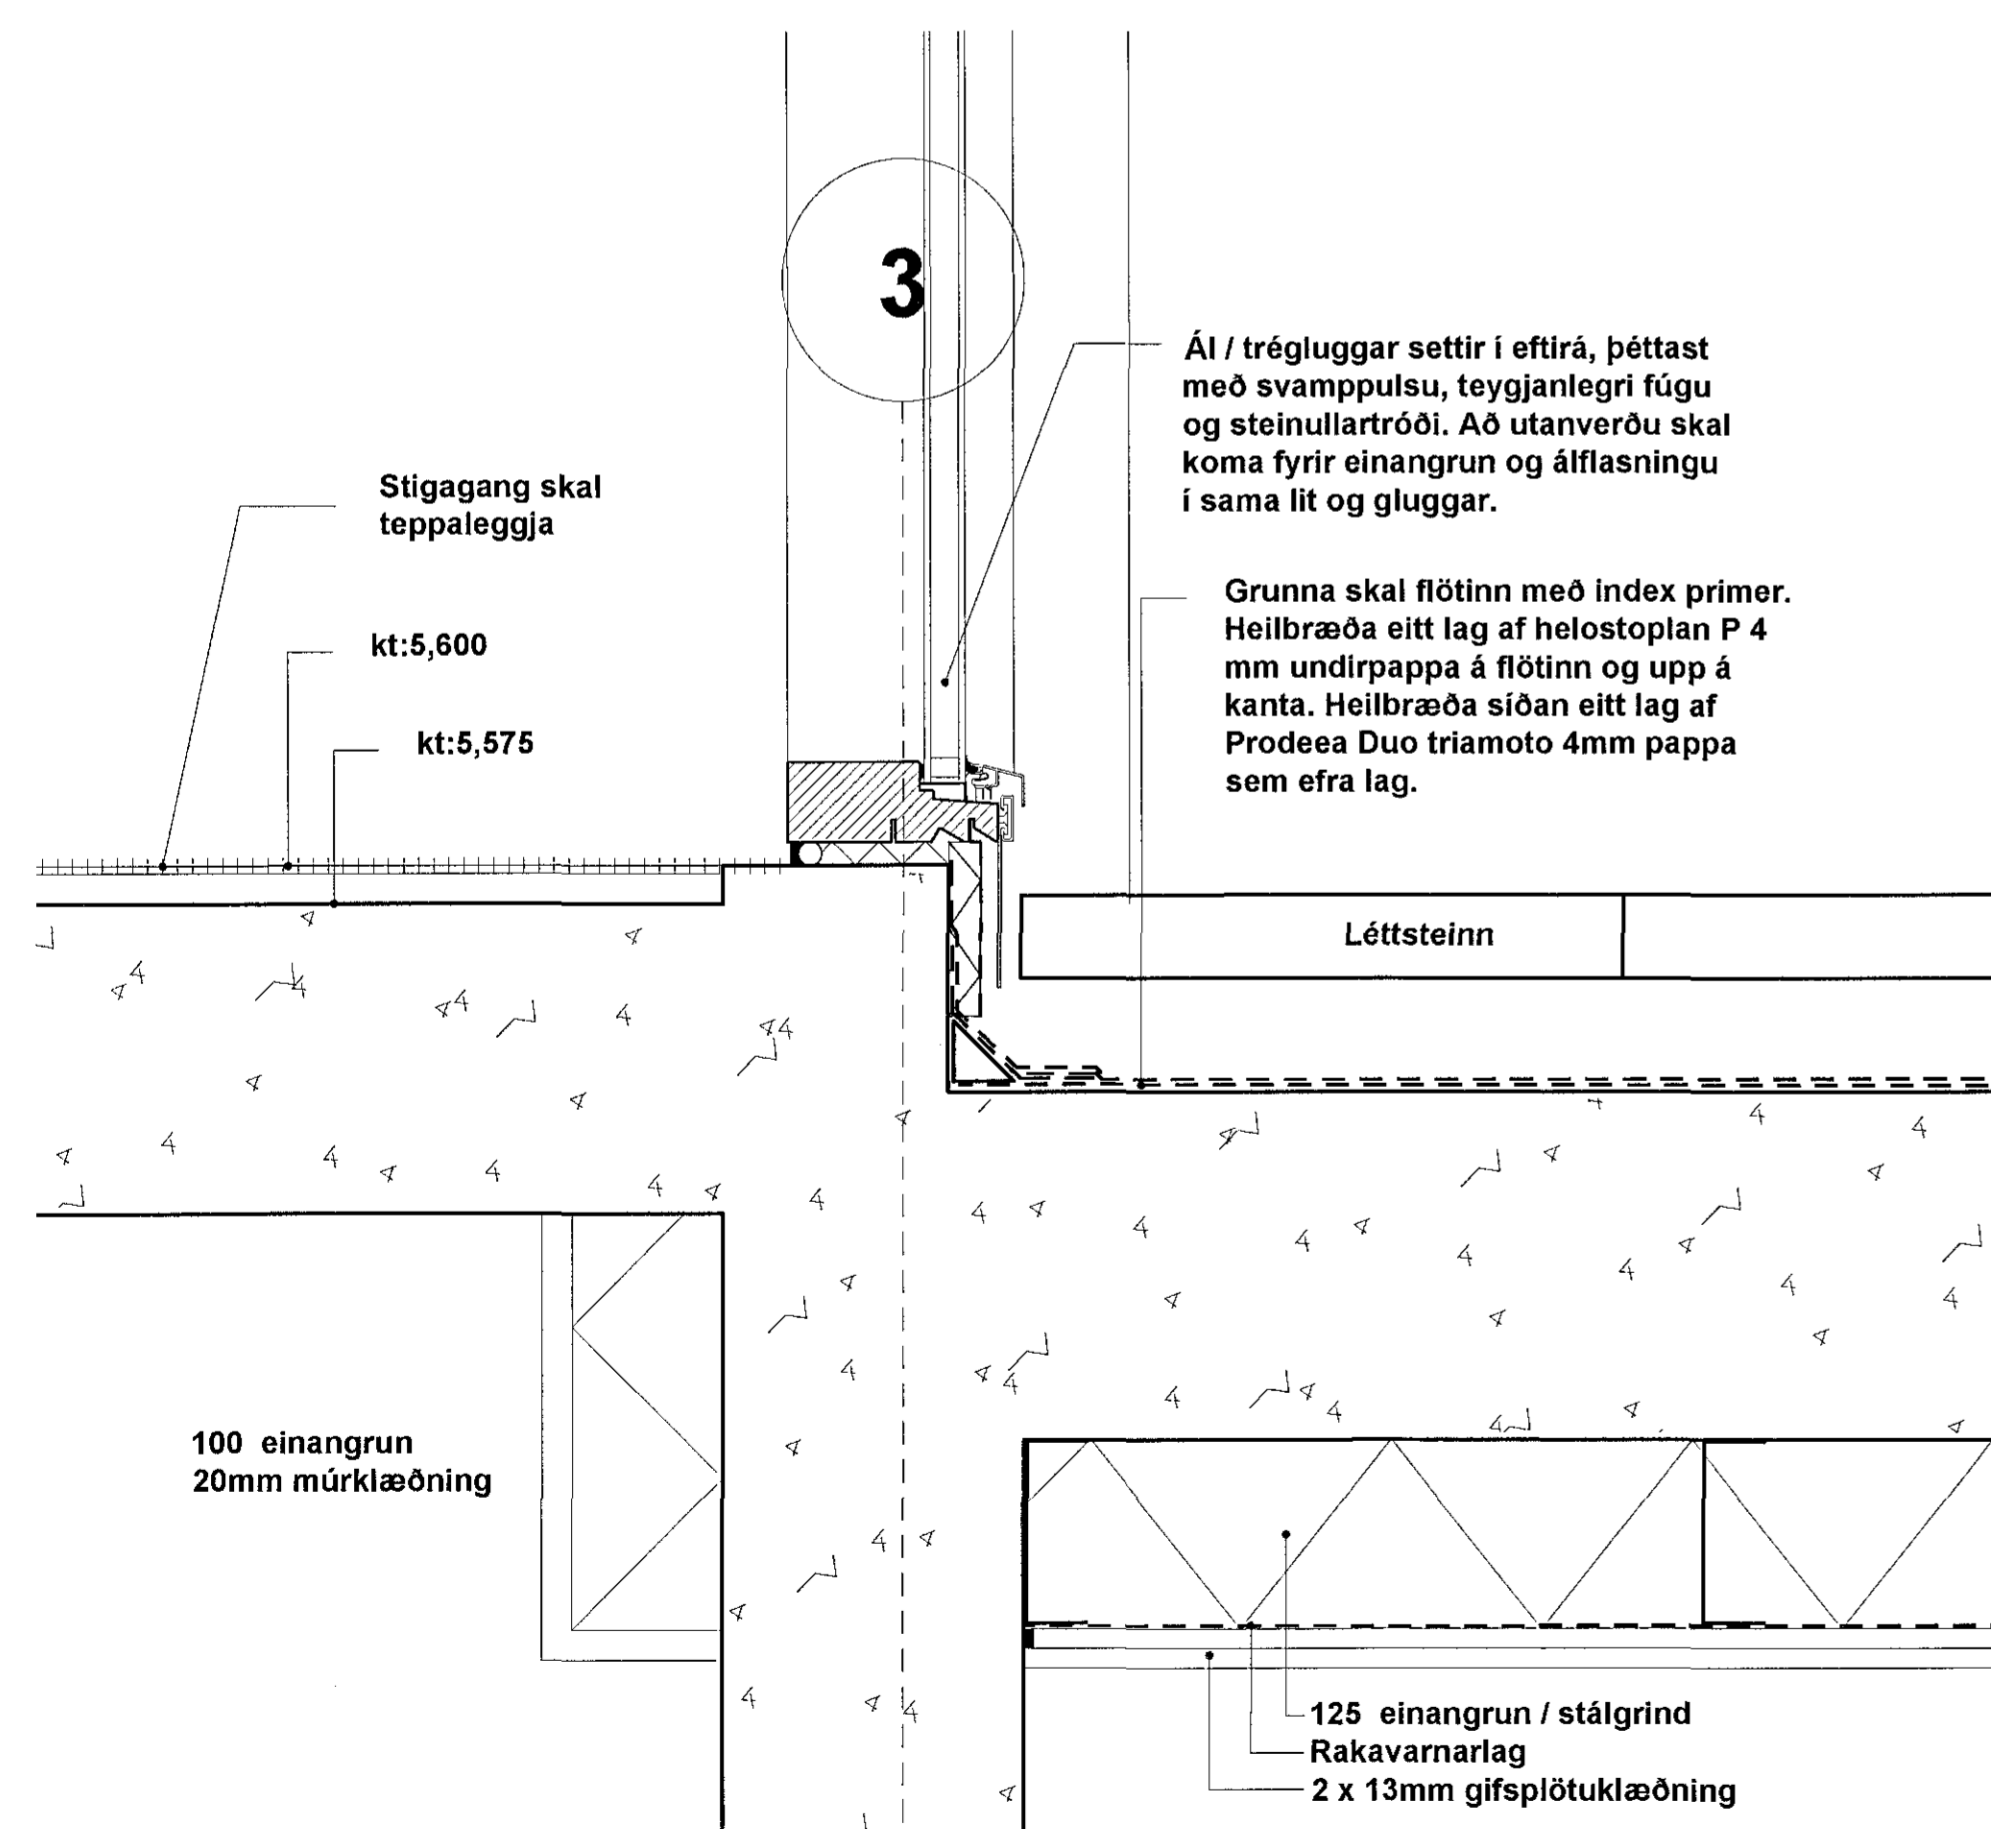 3
Ál / trégluggar settir í eftirá, þéttast
með svamppulsu, teygjanlegri fúgu
og steinullartróði. Að utanverðu skal
koma fyrir einangrun og álflasningu
í sama lit og gluggar.
Stigagang skal
teppaleggja
Grunna skal flötinn með index primer.
Heilbræða eitt lag af helostoplan P 4
mm undirpappa á flötinn og upp á
kanta. Heilbræða síðan eitt lag af
Prodeea Duo triamoto 4mm pappa
sem efra lag.
kt:5,600
kt:5,575
Léttsteinn
100 einangrun
20mm múrklæðning
125 einangrun / stálgrind
Rakavarnarlag
2 x 13mm gifsplötuklæðning